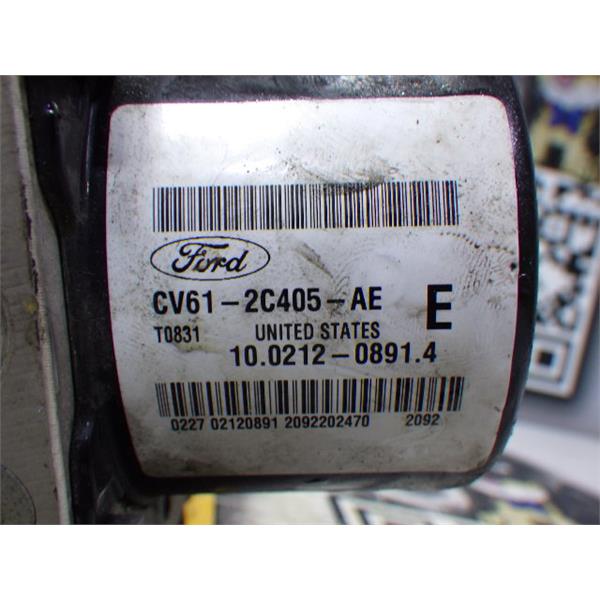 Ford
CV61-2C405-AE E
T0831 UNITED STATES
10.0212-0891.4
0227 02120891 2092202470 2092